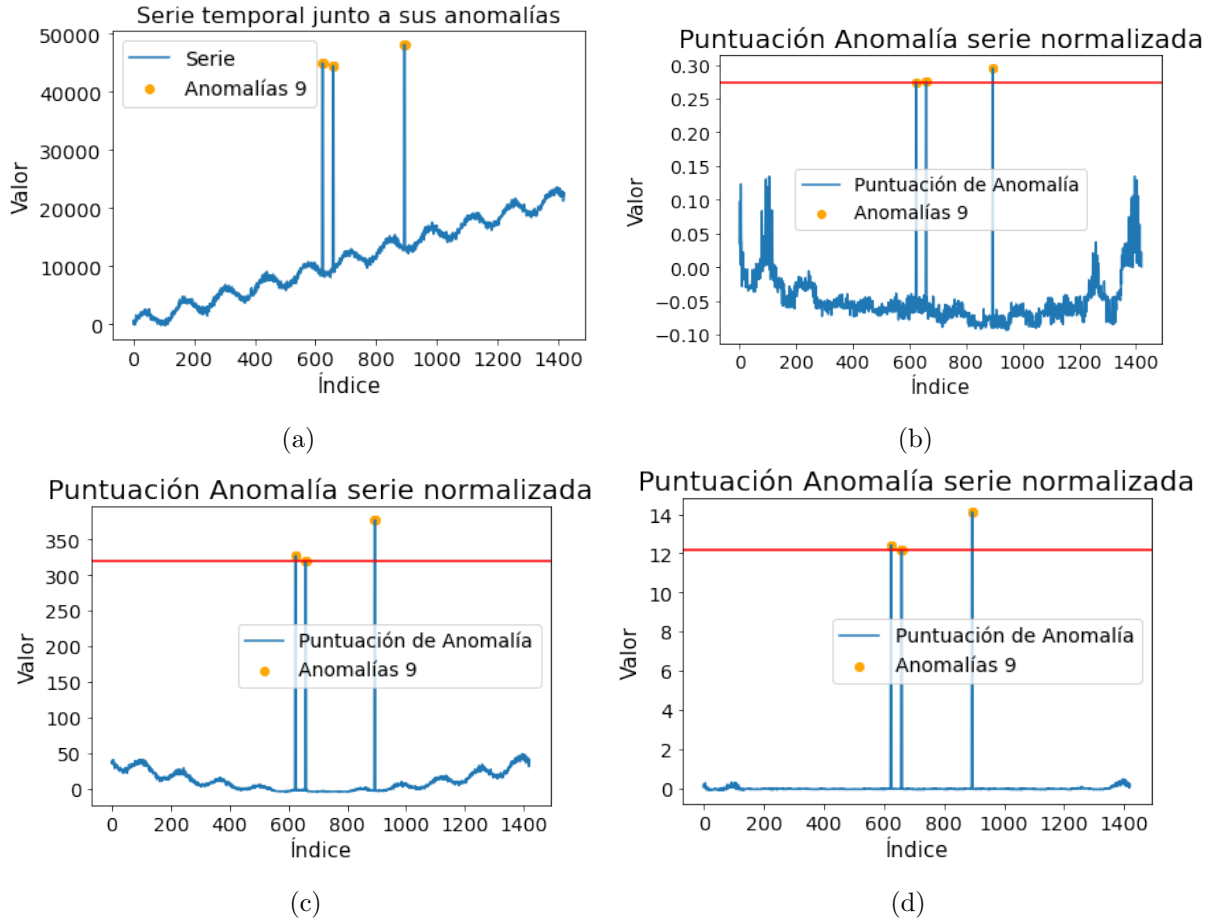 Serie temporal junto a sus anomalías
50000
40000
30000
20000
10000
0
Valor
Serie
Anomalías 9
0 200 400 600 800 1000 1200 1400
Índice
(a)
Puntuación Anomalía serie normalizada
0.30
0.25
0.20
0.15
0.10
0.05
0.00
−0.05
−0.10
Valor
Puntuación de Anomalía
Anomalías 9
0 200 400 600 800 1000 1200 1400
Índice
(b)
Puntuación Anomalía serie normalizada
350
300
250
200
150
100
50
0
Valor
Puntuación de Anomalía
Anomalías 9
0 200 400 600 800 1000 1200 1400
Índice
(c)
Puntuación Anomalía serie normalizada
14
12
10
8
6
4
2
0
Valor
Puntuación de Anomalía
Anomalías 9
0 200 400 600 800 1000 1200 1400
Índice
(d)